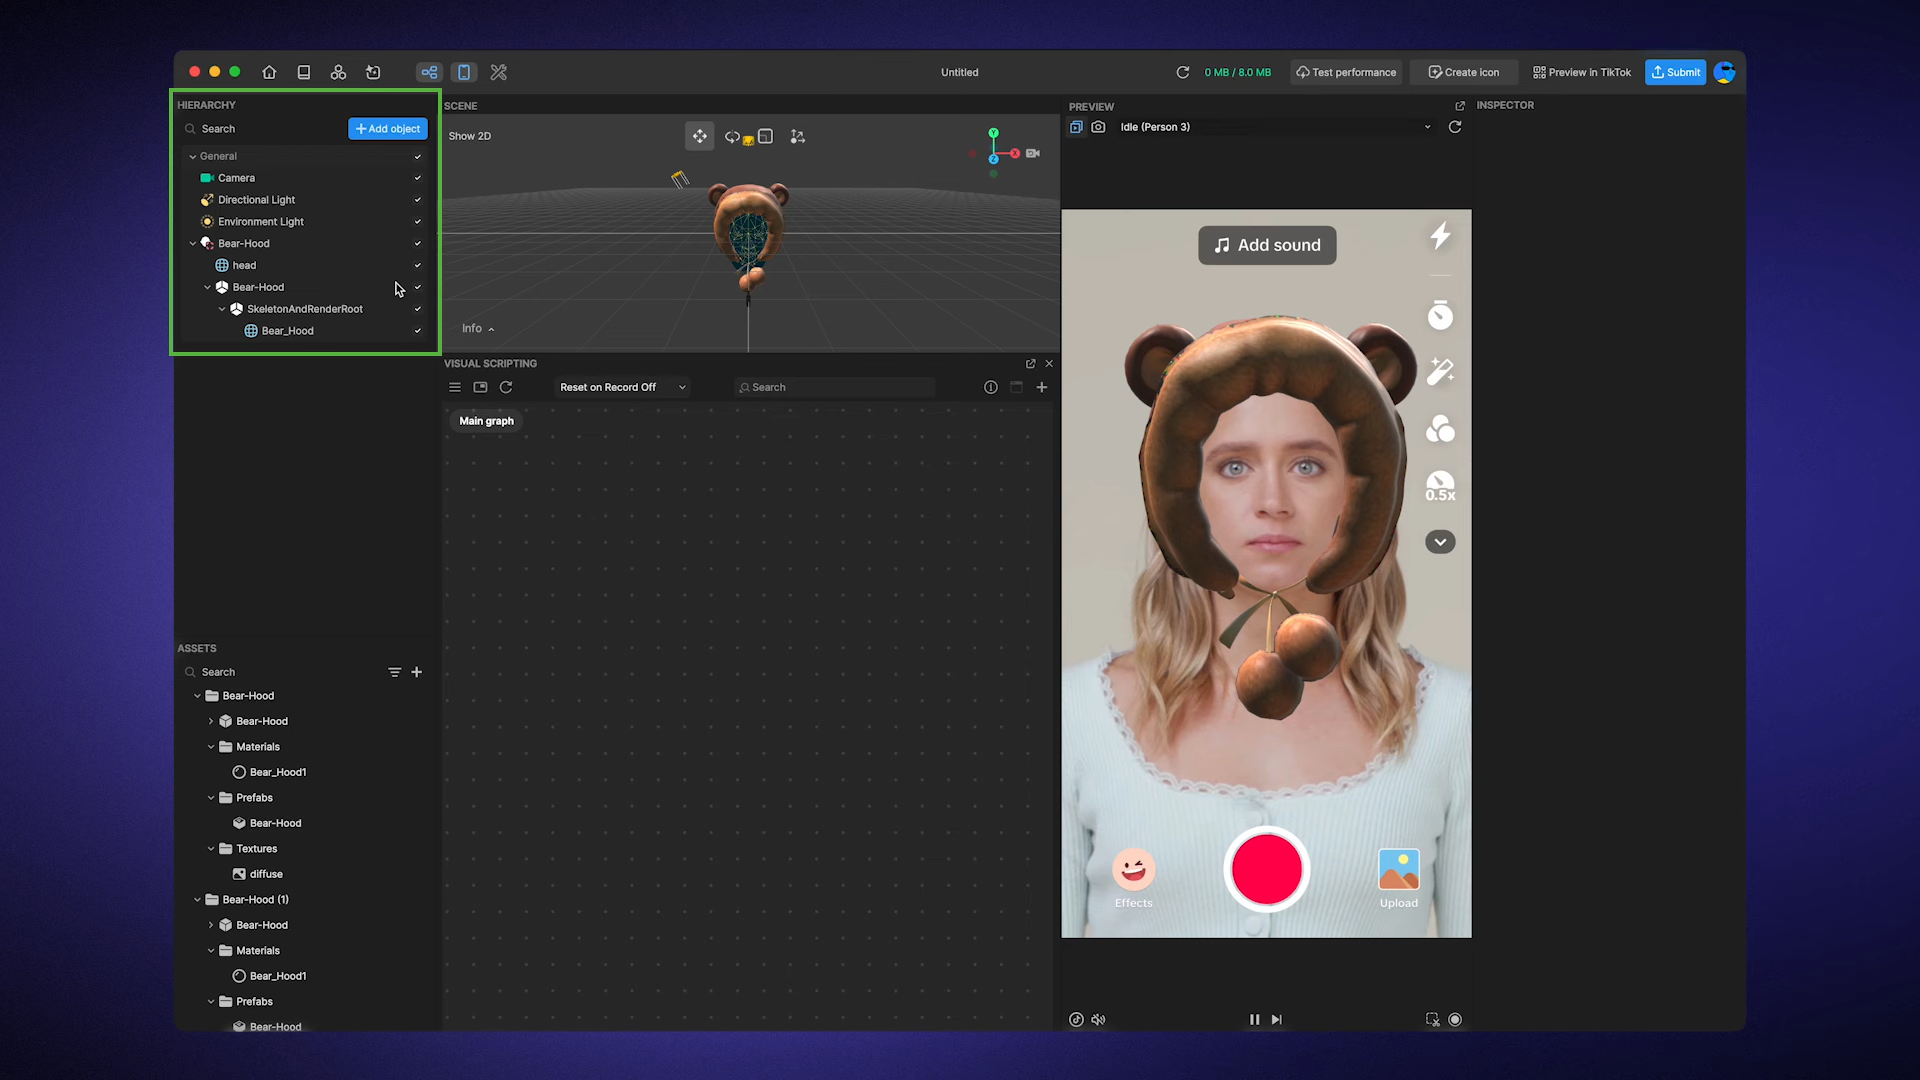 Untitled
0 MB / 8.0 MB
Test performance
Create icon
Preview in TikTok
Submit
HIERARCHY
Search
Add object
General
Camera
Directional Light
Environment Light
Bear-Hood
head
Bear-Hood
SkeletonAndRenderRoot
Bear_Hood
SCENE
Show 2D
Y
X
Z
Info
VISUAL SCRIPTING
Reset on Record Off
Search
Main graph
PREVIEW
Idle (Person 3)
Add sound
0.5x
Effects
Upload
INSPECTOR
ASSETS
Search
Bear-Hood
Bear-Hood
Materials
Bear_Hood1
Prefabs
Bear-Hood
Textures
diffuse
Bear-Hood (1)
Bear-Hood
Materials
Bear_Hood1
Prefabs
Bear-Hood